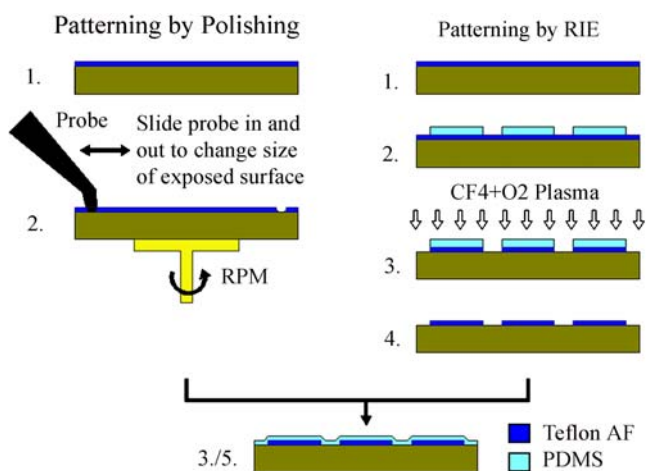 Patterning by Polishing
1.
Probe
Slide probe in and
out to change size
of exposed surface
2.
RPM
Patterning by RIE
1.
2.
CF4+O2 Plasma
3.
4.
3./5.
Teflon AF
PDMS